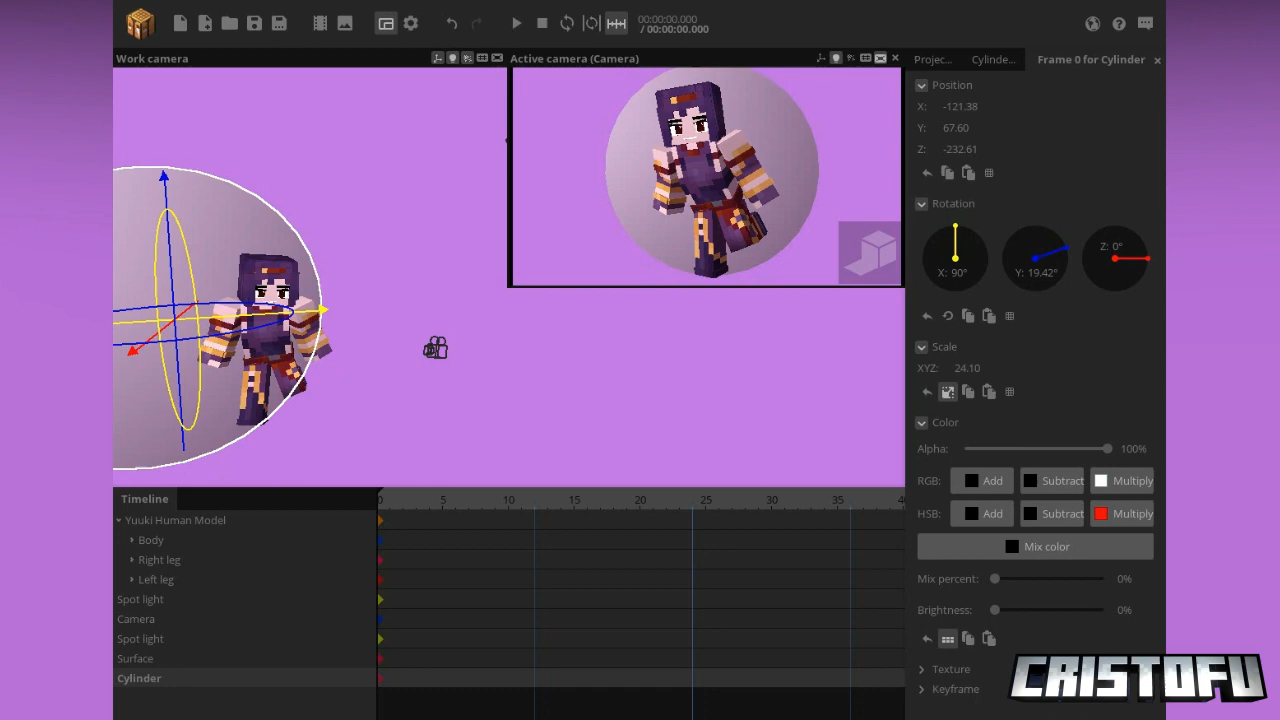 00:00:00.000
/ 00:00:00.000
Work camera
Active camera (Camera)
Projec...
Cylinde...
Frame 0 for Cylinder
Position
X: -121.38
Y: 67.60
Z: -232.61
Rotation
X: 90°
Y: 19.42°
Z: 0°
Scale
XYZ: 24.10
Color
Alpha: 100%
RGB: Add Subtract Multiply
HSB: Add Subtract Multiply
Mix color
Mix percent: 0%
Brightness: 0%
Texture
Keyframe
Timeline
0 5 10 15 20 25 30 35 40
Yuuki Human Model
Body
Right leg
Left leg
Spot light
Camera
Spot light
Surface
Cylinder
CRISTOFU